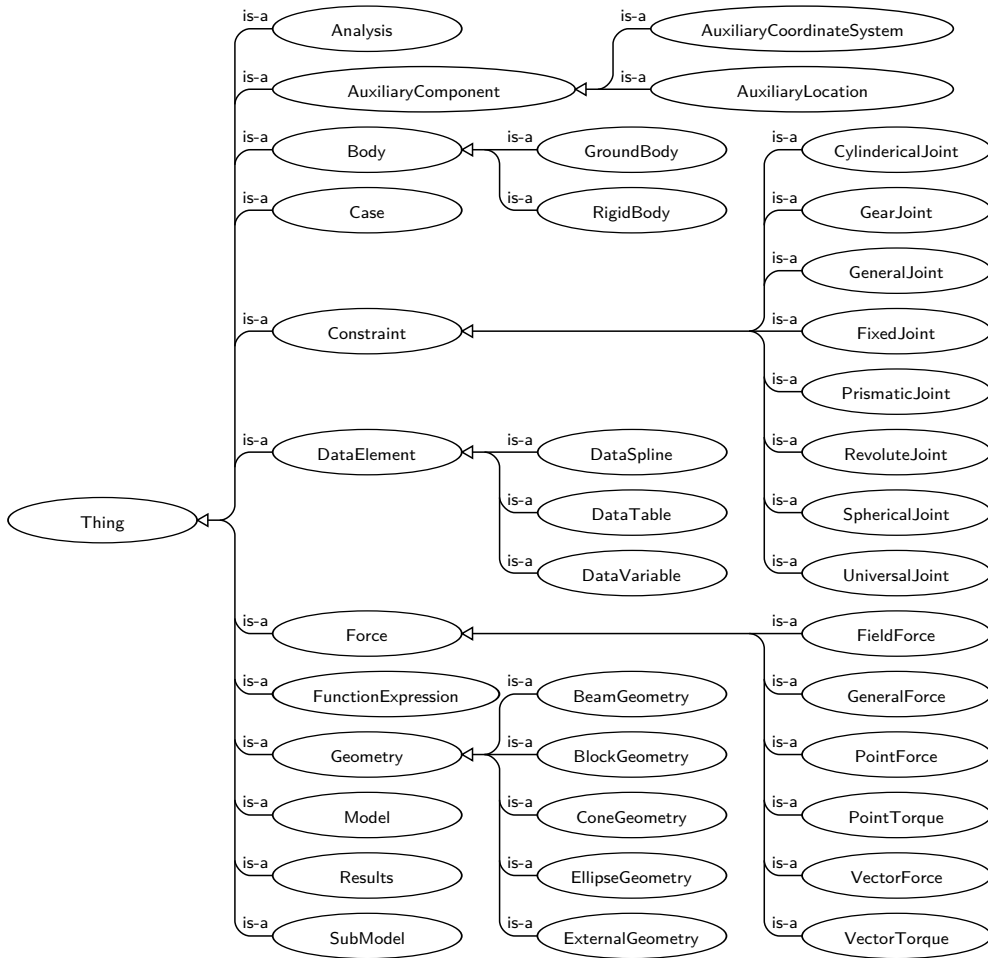 is-a Analysis is-a AuxiliaryCoordinateSystem
is-a AuxiliaryComponent is-a AuxiliaryLocation
is-a Body is-a GroundBody is-a CylindericalJoint
is-a Case is-a RigidBody is-a GearJoint
is-a GeneralJoint
is-a Constraint is-a FixedJoint
is-a PrismaticJoint
is-a DataElement is-a DataSpline is-a RevoluteJoint
Thing is-a DataTable is-a SphericalJoint
is-a DataVariable is-a UniversalJoint
is-a Force is-a FieldForce
is-a FunctionExpression is-a BeamGeometry is-a GeneralForce
is-a Geometry is-a BlockGeometry is-a PointForce
is-a Model is-a ConeGeometry is-a PointTorque
is-a Results is-a EllipseGeometry is-a VectorForce
is-a SubModel is-a ExternalGeometry is-a VectorTorque